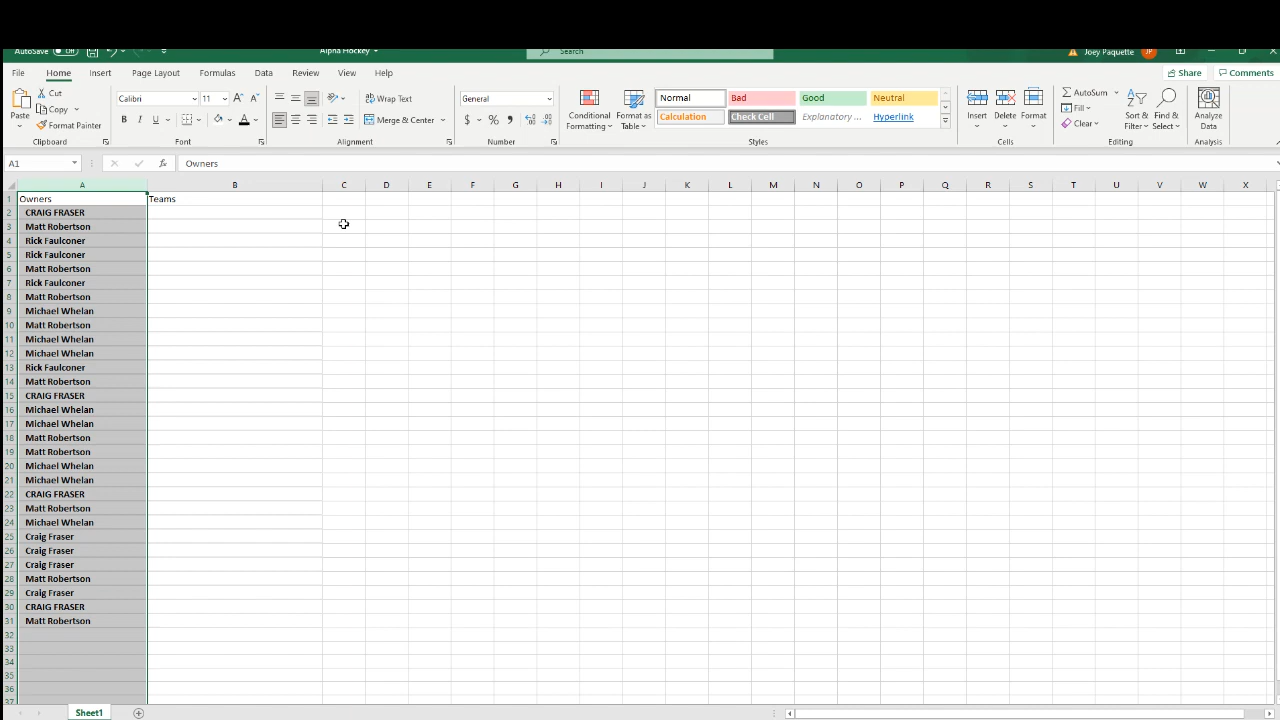 AutoSave Off Alpha Hockey Search Joey Paquette JP
File Home Insert Page Layout Formulas Data Review View Help Share Comments
Paste Cut Copy Format Painter Clipboard
Calibri 11 A A B I U A Font
Wrap Text Merge & Center Alignment
General $ % , Number
Conditional Formatting Format as Table
Normal Bad Good Neutral
Calculation Check Cell Explanatory ... Hyperlink
Styles
Insert Delete Format Cells
AutoSum Fill Clear Sort & Filter Find & Select Editing
Analyze Data Analysis
A1 fx Owners
A B C D E F G H I J K L M N O P Q R S T U V W X
1 Owners Teams
2 CRAIG FRASER
3 Matt Robertson
4 Rick Faulconer
5 Rick Faulconer
6 Matt Robertson
7 Rick Faulconer
8 Matt Robertson
9 Michael Whelan
10 Matt Robertson
11 Michael Whelan
12 Michael Whelan
13 Rick Faulconer
14 Matt Robertson
15 CRAIG FRASER
16 Michael Whelan
17 Michael Whelan
18 Matt Robertson
19 Matt Robertson
20 Michael Whelan
21 Michael Whelan
22 CRAIG FRASER
23 Matt Robertson
24 Michael Whelan
25 Craig Fraser
26 Craig Fraser
27 Craig Fraser
28 Matt Robertson
29 Craig Fraser
30 CRAIG FRASER
31 Matt Robertson
32
33
34
35
36
37
Sheet1